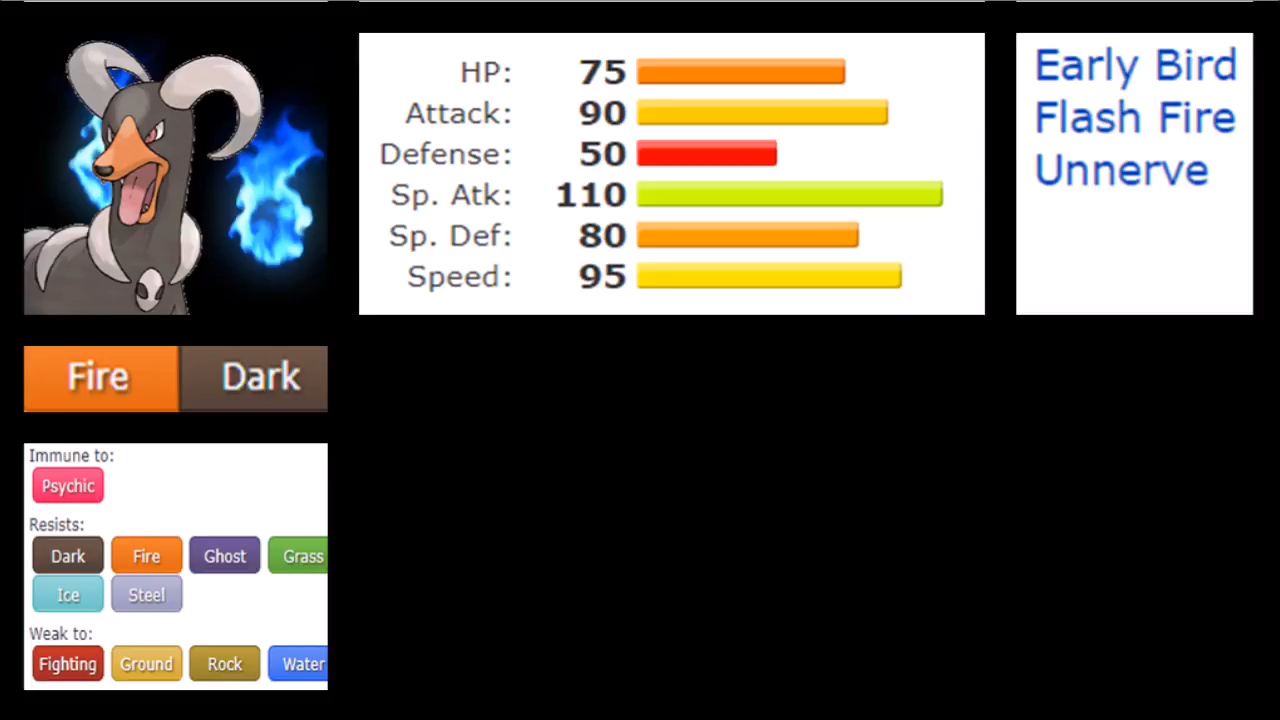 HP: 75
Attack: 90
Defense: 50
Sp. Atk: 110
Sp. Def: 80
Speed: 95
Early Bird
Flash Fire
Unnerve
Fire Dark
Immune to:
Psychic
Resists:
Dark Fire Ghost Grass
Ice Steel
Weak to:
Fighting Ground Rock Water